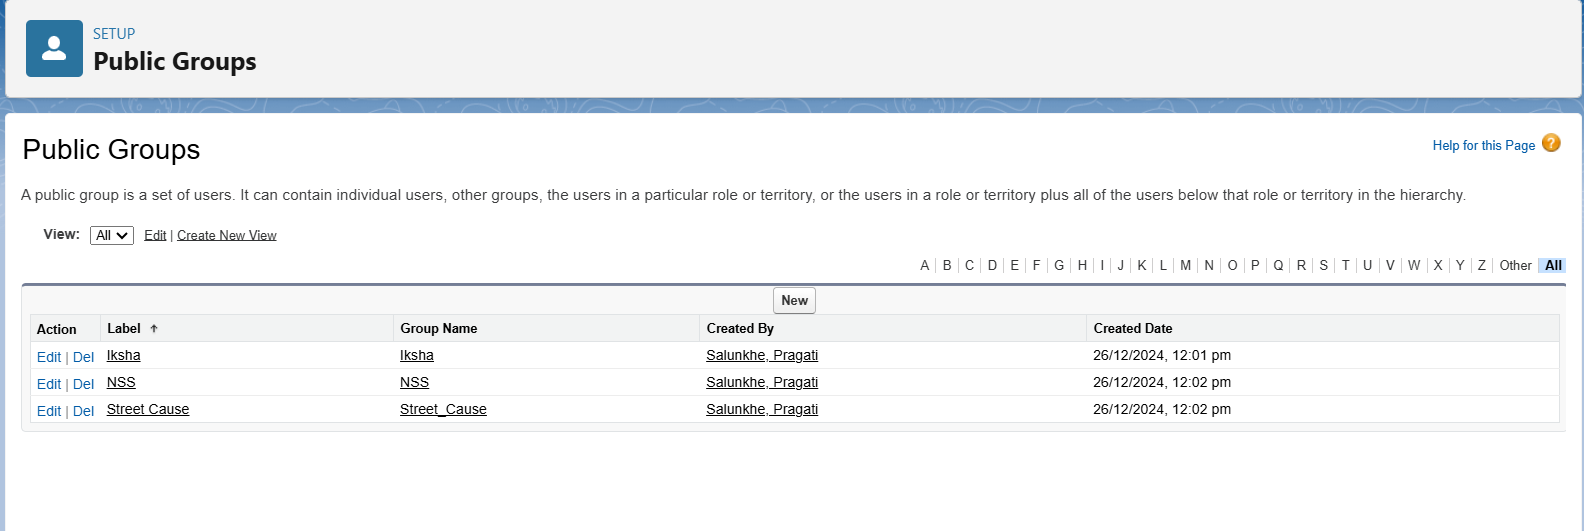 SETUP
Public Groups
Public Groups
Help for this Page ?
A public group is a set of users. It can contain individual users, other groups, the users in a particular role or territory, or the users in a role or territory plus all of the users below that role or territory in the hierarchy.
View: All Edit | Create New View
A | B | C | D | E | F | G | H | I | J | K | L | M | N | O | P | Q | R | S | T | U | V | W | X | Y | Z | Other | All
New
Action Label ↑ Group Name Created By Created Date
Edit | Del Iksha Iksha Salunkhe, Pragati 26/12/2024, 12:01 pm
Edit | Del NSS NSS Salunkhe, Pragati 26/12/2024, 12:02 pm
Edit | Del Street Cause Street_Cause Salunkhe, Pragati 26/12/2024, 12:02 pm